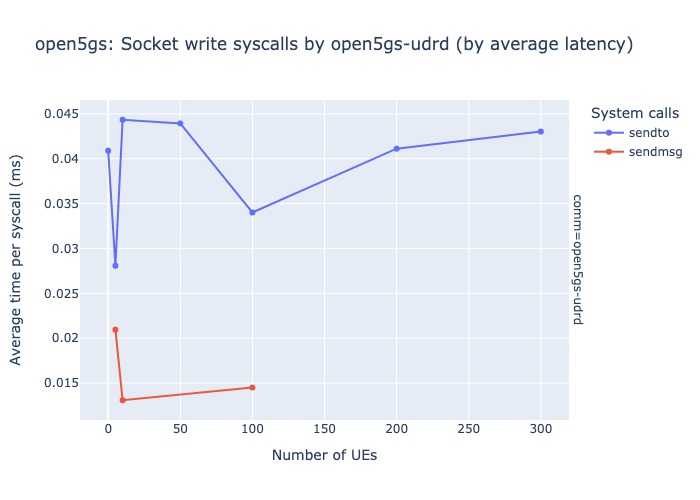 open5gs: Socket write syscalls by open5gs-udrd (by average latency)
System calls
sendto
sendmsg
Average time per syscall (ms)
0.045
0.04
0.035
0.03
0.025
0.02
0.015
comm=open5gs-udrd
0 50 100 150 200 250 300
Number of UEs